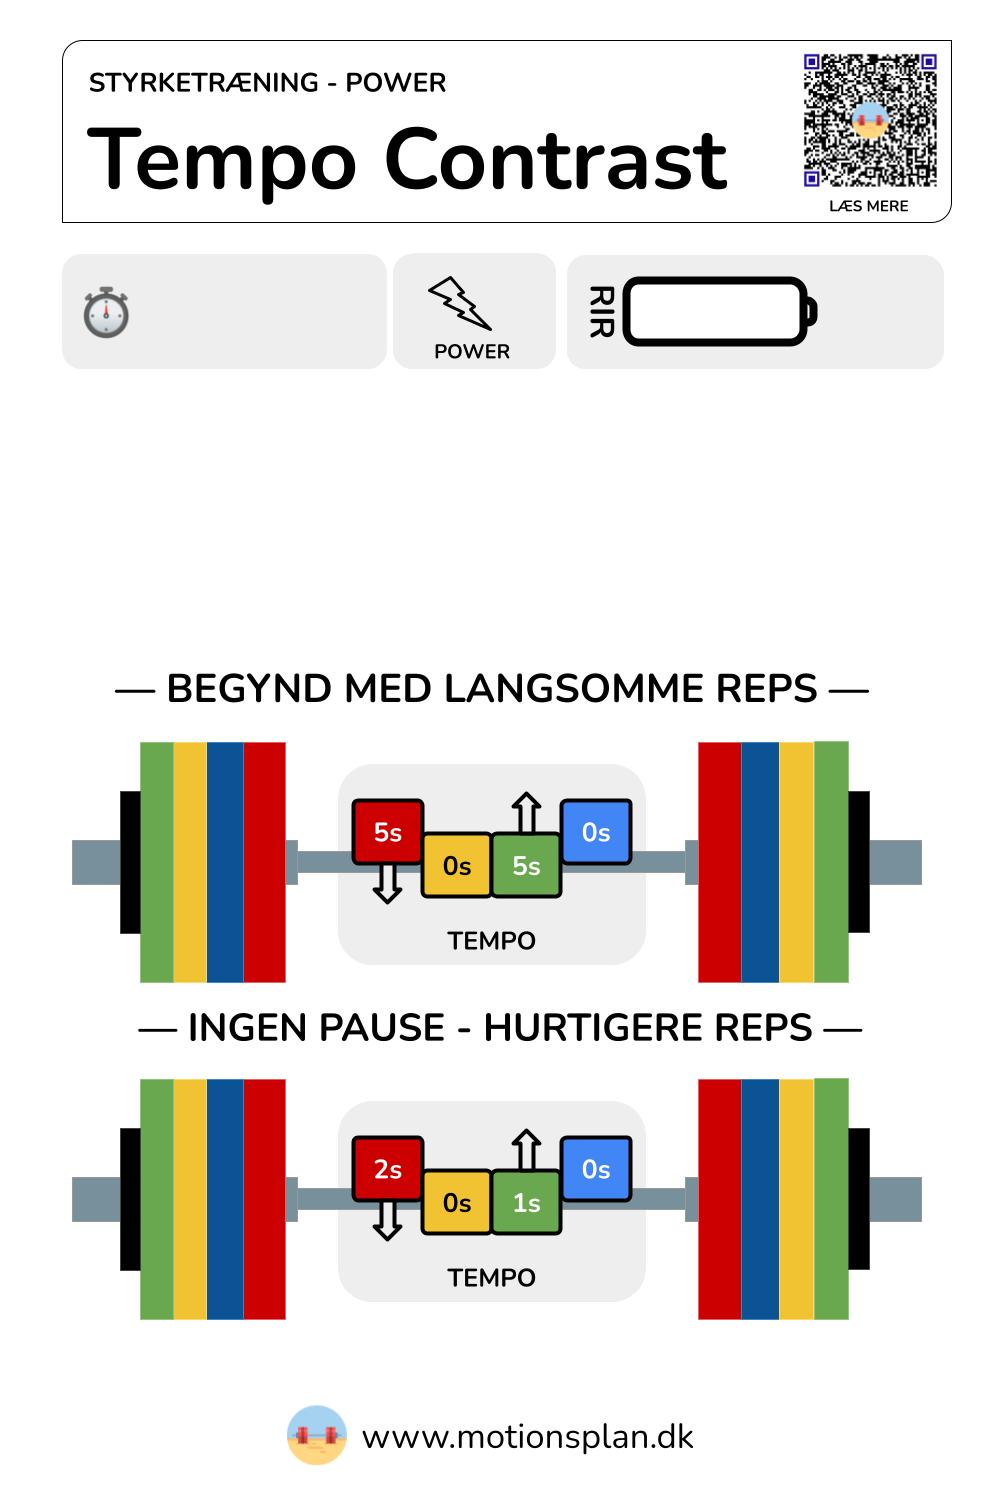 STYRKETRÆNING - POWER
Tempo Contrast
LÆS MERE
POWER
RIR
— BEGYND MED LANGSOMME REPS —
5s
0s
5s
0s
TEMPO
— INGEN PAUSE - HURTIGERE REPS —
2s
0s
1s
0s
TEMPO
www.motionsplan.dk